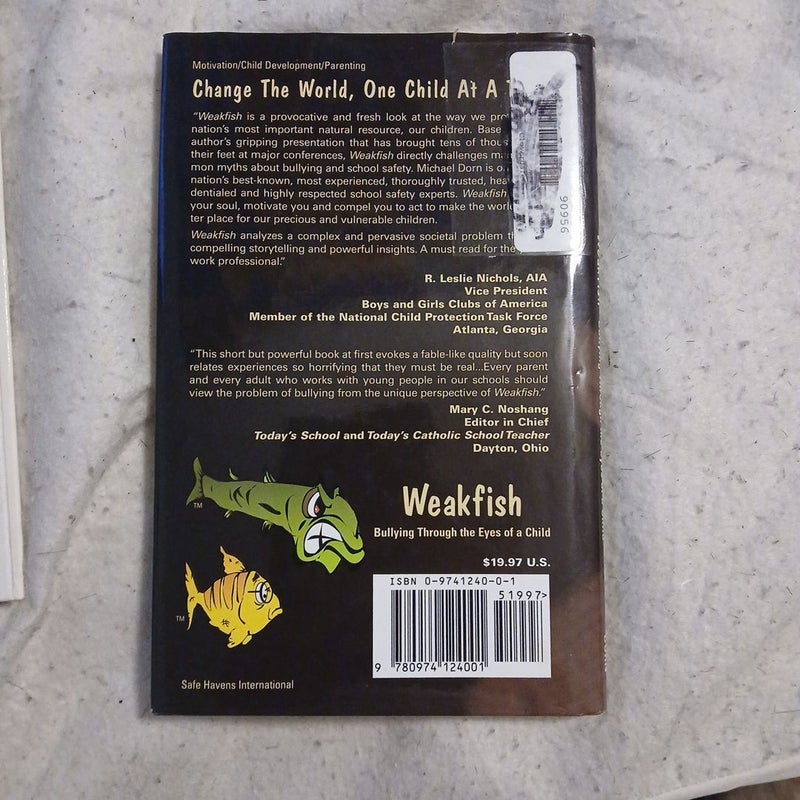 Motivation/Child Development/Parenting
Change The World, One Child At A
"Weakfish is a provocative and fresh look at the way we
nation's most important natural resource, our children.
author's gripping presentation that has brought tens of
their feet at major conferences, Weakfish directly challenges
mon myths about bullying and school safety. Michael Dorn is
nation's best-known, most experienced, thoroughly trusted,
dentialed and highly respected school safety experts. Weakfish
your soul, motivate you and compel you to act to make the
ter place for our precious and vulnerable children.
Weakfish analyzes a complex and pervasive societal problem
compelling storytelling and powerful insights. A must read for the
work professional."
R. Leslie Nichols, AIA
Vice President
Boys and Girls Clubs of America
Member of the National Child Protection Task Force
Atlanta, Georgia
"This short but powerful book at first evokes a fable-like quality but soon
relates experiences so horrifying that they must be real...Every parent
and every adult who works with young people in our schools should
view the problem of bullying from the unique perspective of Weakfish."
Mary C. Noshang
Editor in Chief
Today's School and Today's Catholic School Teacher
Dayton, Ohio
TM
Weakfish
Bullying Through the Eyes of a Child
$19.97 U.S.
TM
ISBN 0-9741240-0-1
51997>
9 780974 124001
Safe Havens International
90956